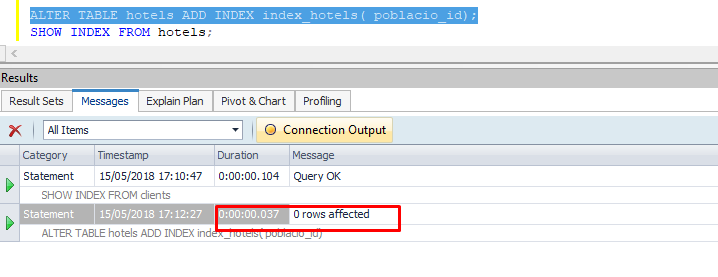 ALTER TABLE hotels ADD INDEX index_hotels( poblacio_id);
SHOW INDEX FROM hotels;
Results
Result Sets Messages Explain Plan Pivot & Chart Profiling
All Items Connection Output
Category Timestamp Duration Message
Statement 15/05/2018 17:10:47 0:00:00.104 Query OK
SHOW INDEX FROM clients
Statement 15/05/2018 17:12:27 0:00:00.037 0 rows affected
ALTER TABLE hotels ADD INDEX index_hotels( poblacio_id)